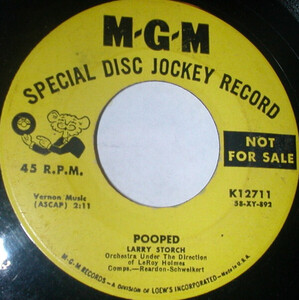 M-G-M
SPECIAL DISC JOCKEY RECORD
45 R.P.M.
NOT
FOR SALE
Vernon Music
(ASCAP) 2:11
K12711
58-XY-892
POOPED
LARRY STORCH
Orchestra Under The Direction
of LeRoy Holmes
Comps.—Reardon-Schweikert
M-G-M RECORDS — A DIVISION OF LOEW'S INCORPORATED — MADE IN U.S.A.